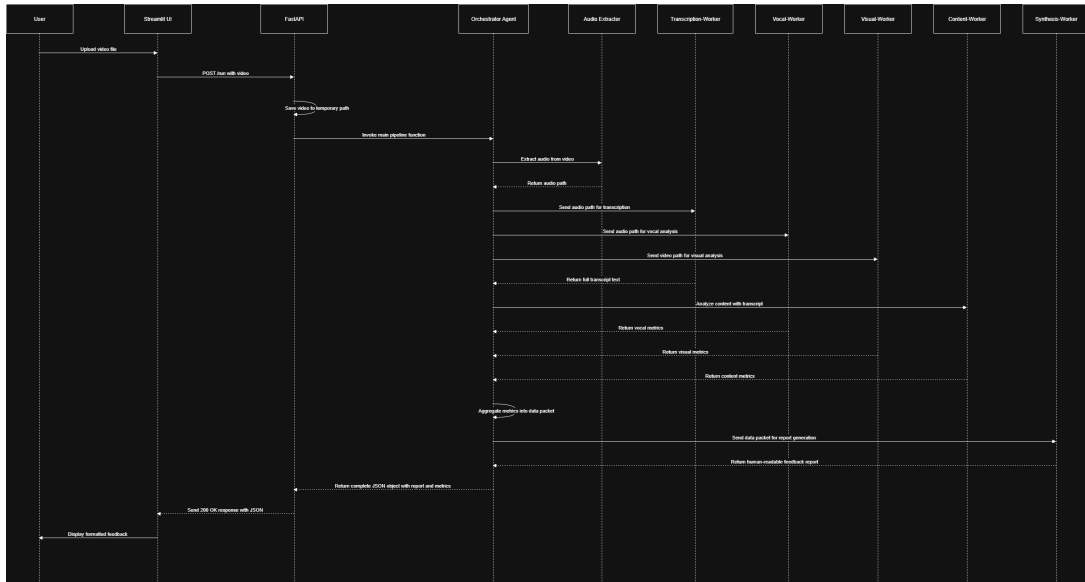 User
Streamlit UI
FastAPI
Orchestrator Agent
Audio Extractor
Transcription-Worker
Vocal-Worker
Visual-Worker
Content-Worker
Synthesis-Worker
Upload video file
POST /run with video
Save video to temporary path
Invoke main pipeline function
Extract audio from video
Return audio path
Send audio path for transcription
Send audio path for vocal analysis
Send video path for visual analysis
Return full transcript text
Analyze content with transcript
Return vocal metrics
Return visual metrics
Return content metrics
Aggregate metrics into data packet
Send data packet for report generation
Return human-readable feedback report
Return complete JSON object with report and metrics
Send 200 OK response with JSON
Display formatted feedback